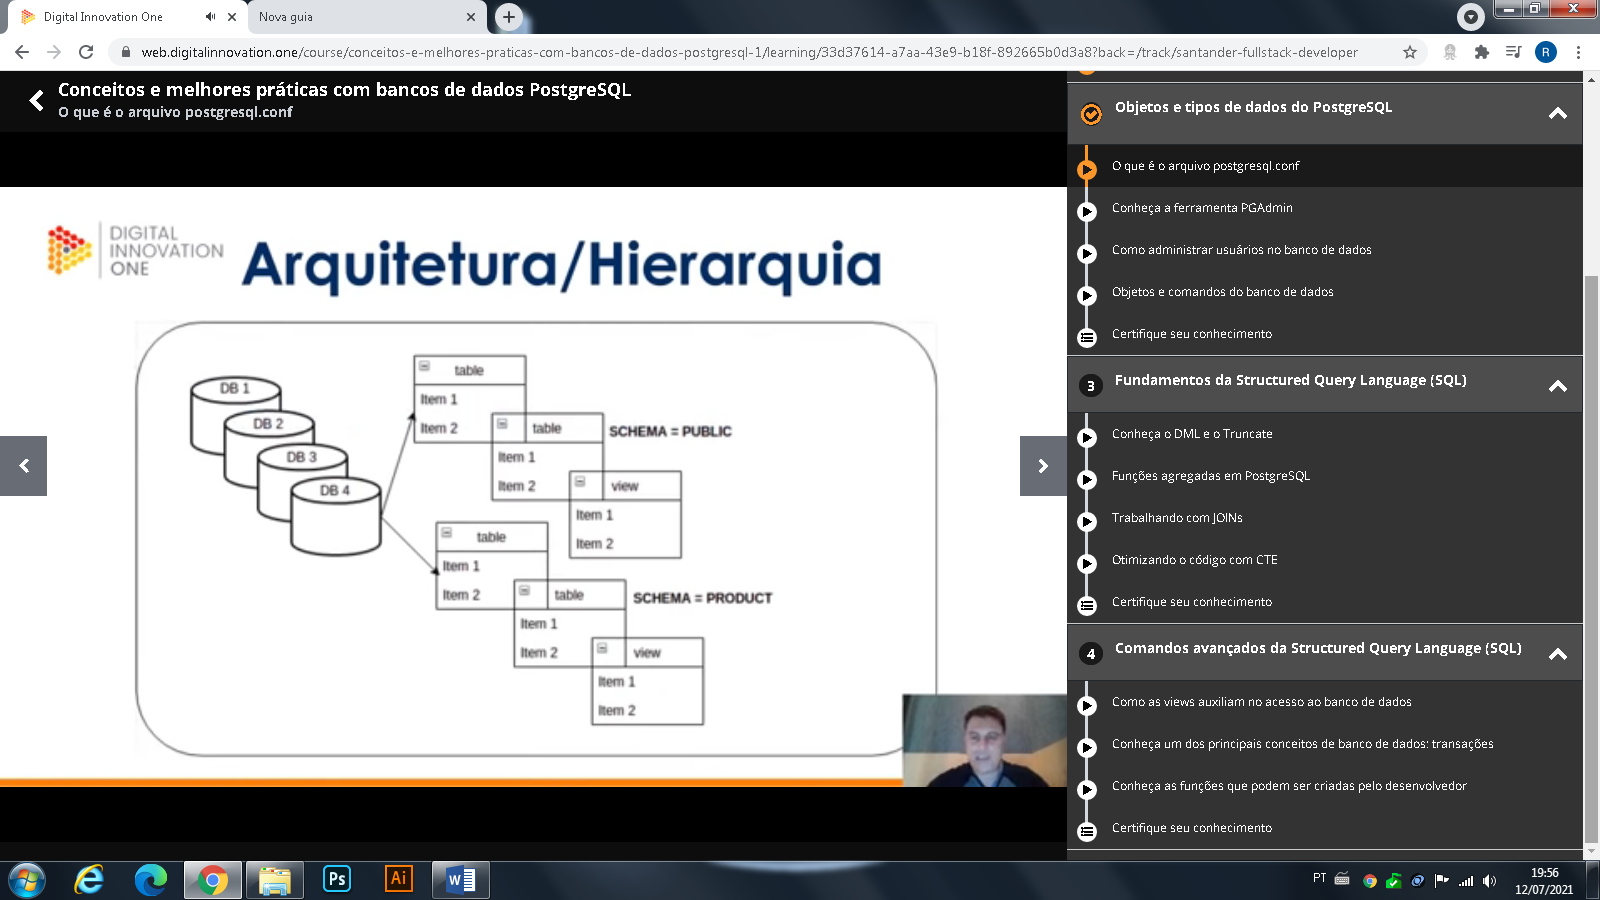 Digital Innovation One
Nova guia
web.digitalinnovation.one/course/conceitos-e-melhores-praticas-com-bancos-de-dados-postgresql-1/learning/33d37614-a7aa-43e9-b18f-892665b0d3a8?back=/track/santander-fullstack-developer
R
Conceitos e melhores práticas com bancos de dados PostgreSQL
O que é o arquivo postgresql.conf
DIGITAL
INNOVATION
ONE
Arquitetura/Hierarquia
DB 1
DB 2
DB 3
DB 4
table
Item 1
Item 2
table
Item 1
Item 2
view
Item 1
Item 2
SCHEMA = PUBLIC
table
Item 1
Item 2
table
Item 1
Item 2
view
Item 1
Item 2
SCHEMA = PRODUCT
Objetos e tipos de dados do PostgreSQL
O que é o arquivo postgresql.conf
Conheça a ferramenta PGAdmin
Como administrar usuários no banco de dados
Objetos e comandos do banco de dados
Certifique seu conhecimento
3 Fundamentos da Structured Query Language (SQL)
Conheça o DML e o Truncate
Funções agregadas em PostgreSQL
Trabalhando com JOINs
Otimizando o código com CTE
Certifique seu conhecimento
4 Comandos avançados da Structured Query Language (SQL)
Como as views auxiliam no acesso ao banco de dados
Conheça um dos principais conceitos de banco de dados: transações
Conheça as funções que podem ser criadas pelo desenvolvedor
Certifique seu conhecimento
Ps
Ai
W
PT
19:56
12/07/2021